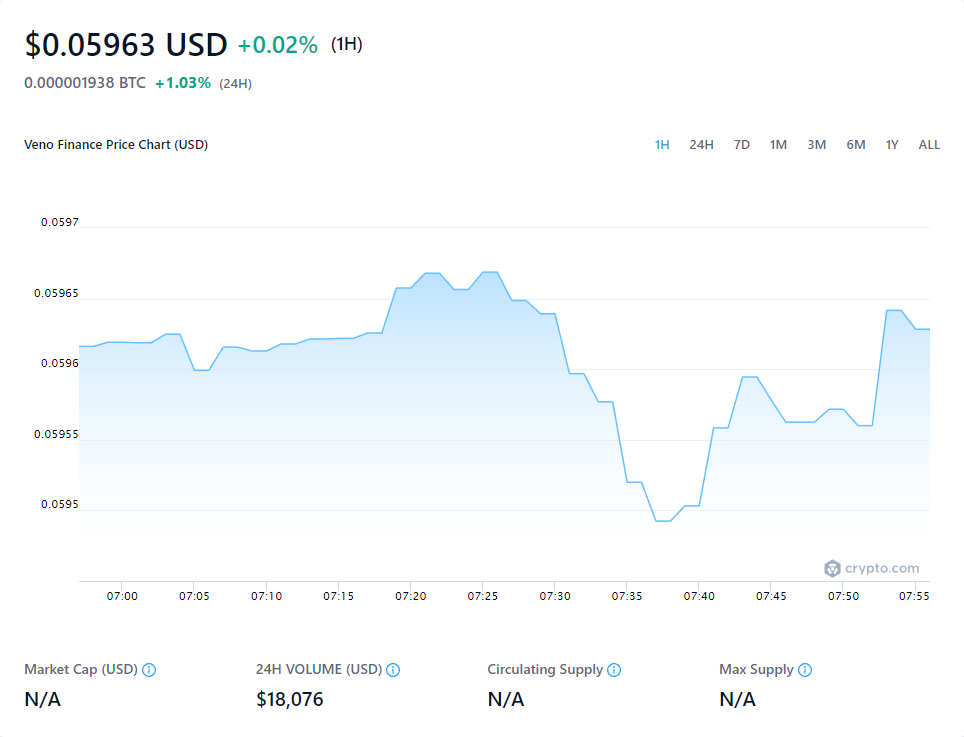 $0.05963 USD +0.02% (1H)
0.000001938 BTC +1.03% (24H)
Veno Finance Price Chart (USD) 1H 24H 7D 1M 3M 6M 1Y ALL
0.0597
0.05965
0.0596
0.05955
0.0595
crypto.com
07:00 07:05 07:10 07:15 07:20 07:25 07:30 07:35 07:40 07:45 07:50 07:55
Market Cap (USD) 24H VOLUME (USD) Circulating Supply Max Supply
N/A $18,076 N/A N/A